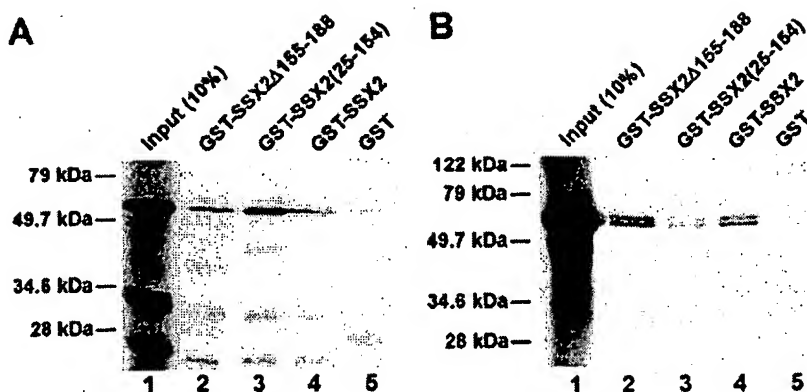 A
Input (10%)
GST-SSX2Δ155-188
GST-SSX2(25-154)
GST-SSX2
GST
79 kDa
49.7 kDa
34.6 kDa
28 kDa
1 2 3 4 5
B
Input (10%)
GST-SSX2Δ155-188
GST-SSX2(25-154)
GST-SSX2
GST
122 kDa
79 kDa
49.7 kDa
34.6 kDa
28 kDa
1 2 3 4 5